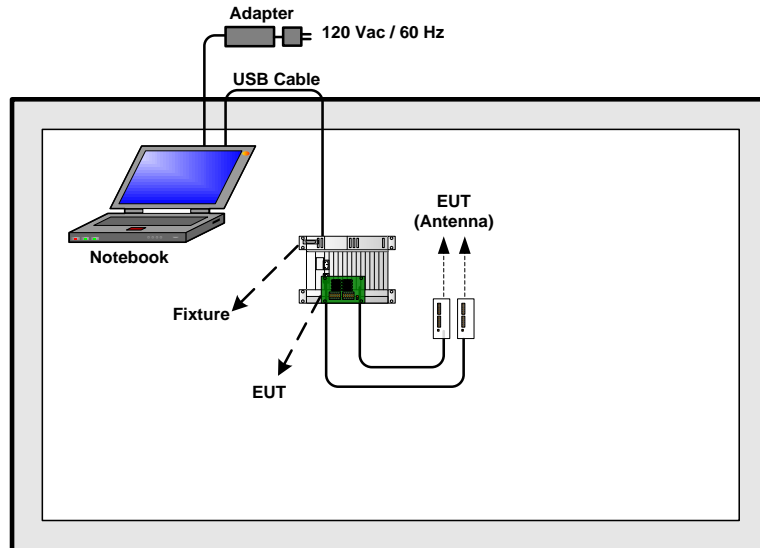 Adapter
120 Vac / 60 Hz
USB Cable
EUT
(Antenna)
Notebook
Fixture
EUT